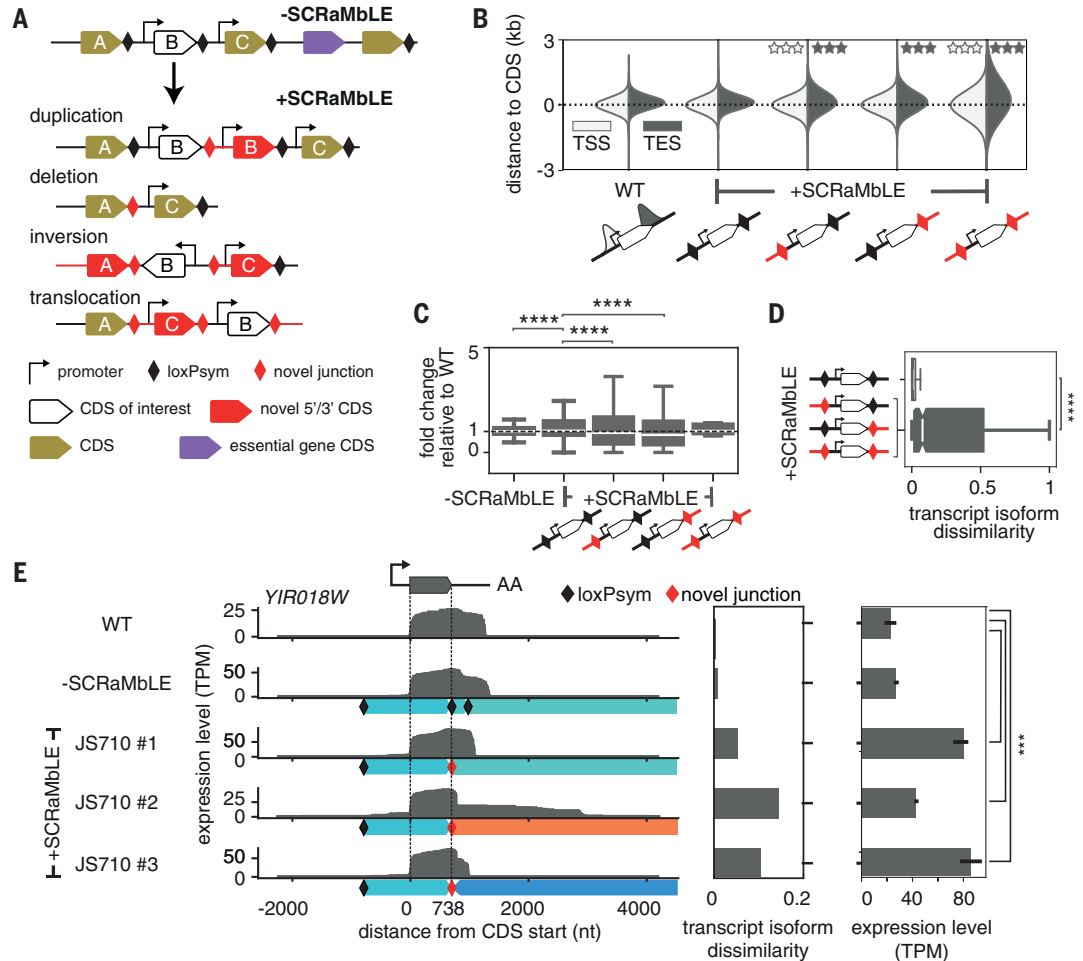 A
-SCRaMbLE
A
B
C
+SCRaMbLE
duplication
A
B
B
C
deletion
A
C
inversion
A
B
C
translocation
A
C
B
promoter
loxPsym
novel junction
CDS of interest
novel 5'/3' CDS
CDS
essential gene CDS
B
distance to CDS (kb)
3
0
-3
☆☆☆ ★★★ ★★★ ☆☆☆ ★★★
TSS
TES
WT
+SCRaMbLE
C
fold change
relative to WT
5
1
0
****
****
****
-SCRaMbLE
+SCRaMbLE
D
+SCRaMbLE
****
0 0.5 1
transcript isoform
dissimilarity
E
YIR018W
AA
loxPsym
novel junction
expression level (TPM)
WT
25
0
-SCRaMbLE
50
0
+SCRaMbLE
JS710 #1
50
0
JS710 #2
25
0
JS710 #3
50
0
-2000 0 738 2000 4000
distance from CDS start (nt)
0 0.2
transcript isoform
dissimilarity
***
0 40 80
expression level
(TPM)